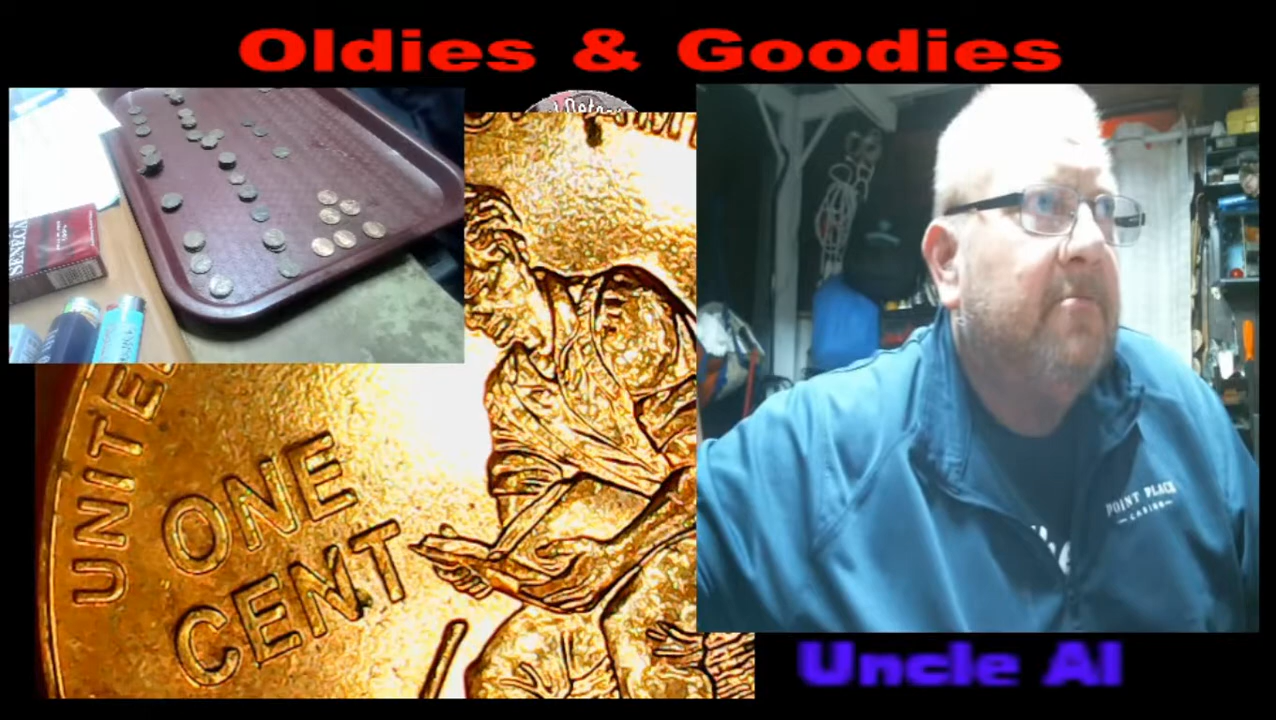 Oldies & Goodies
SENECA
UNITED
ONE
CENT
POINT PLACE
CASINO
Uncle Al